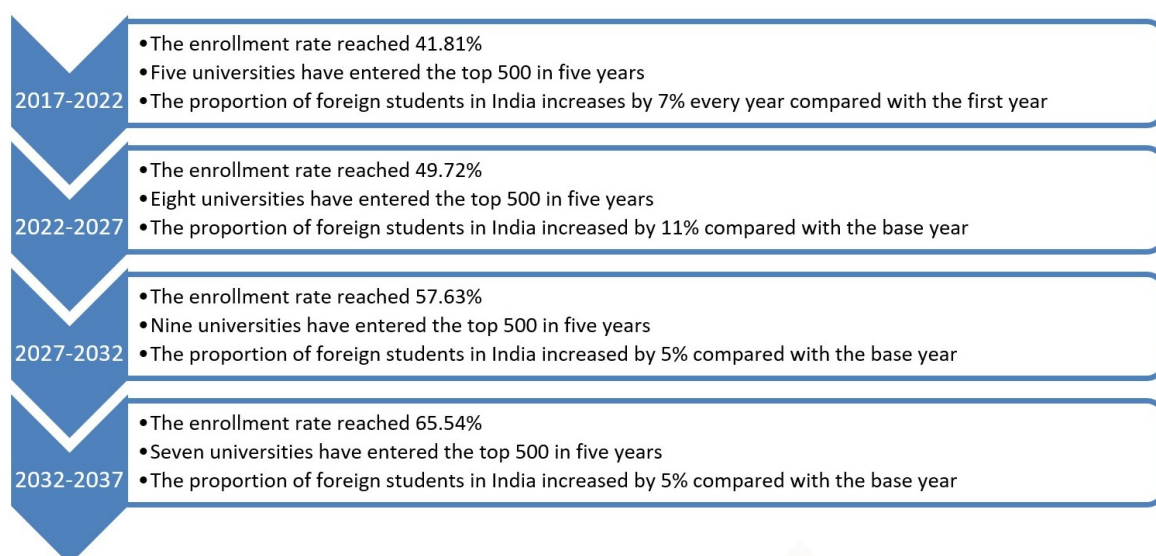 2017-2022
•The enrollment rate reached 41.81%
•Five universities have entered the top 500 in five years
•The proportion of foreign students in India increases by 7% every year compared with the first year
2022-2027
•The enrollment rate reached 49.72%
•Eight universities have entered the top 500 in five years
•The proportion of foreign students in India increased by 11% compared with the base year
2027-2032
•The enrollment rate reached 57.63%
•Nine universities have entered the top 500 in five years
•The proportion of foreign students in India increased by 5% compared with the base year
2032-2037
•The enrollment rate reached 65.54%
•Seven universities have entered the top 500 in five years
•The proportion of foreign students in India increased by 5% compared with the base year